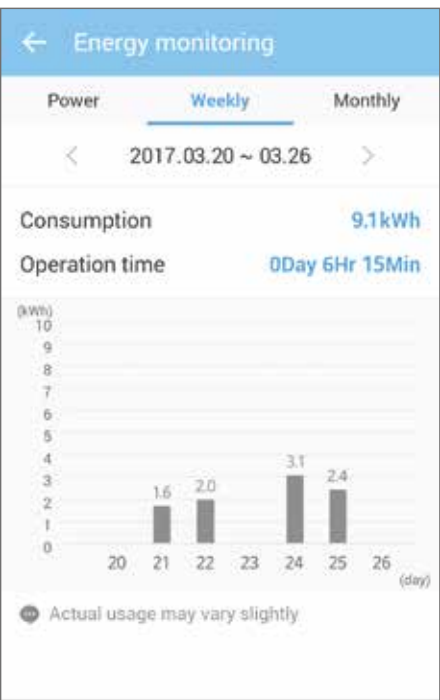 Energy monitoring
Power Weekly Monthly
2017.03.20 ~ 03.26
Consumption 9.1kWh
Operation time 0Day 6Hr 15Min
(kWh)
10
9
8
7
6
5
4
3
2
1
0
1.6 2.0 3.1 2.4
20 21 22 23 24 25 26
(day)
Actual usage may vary slightly